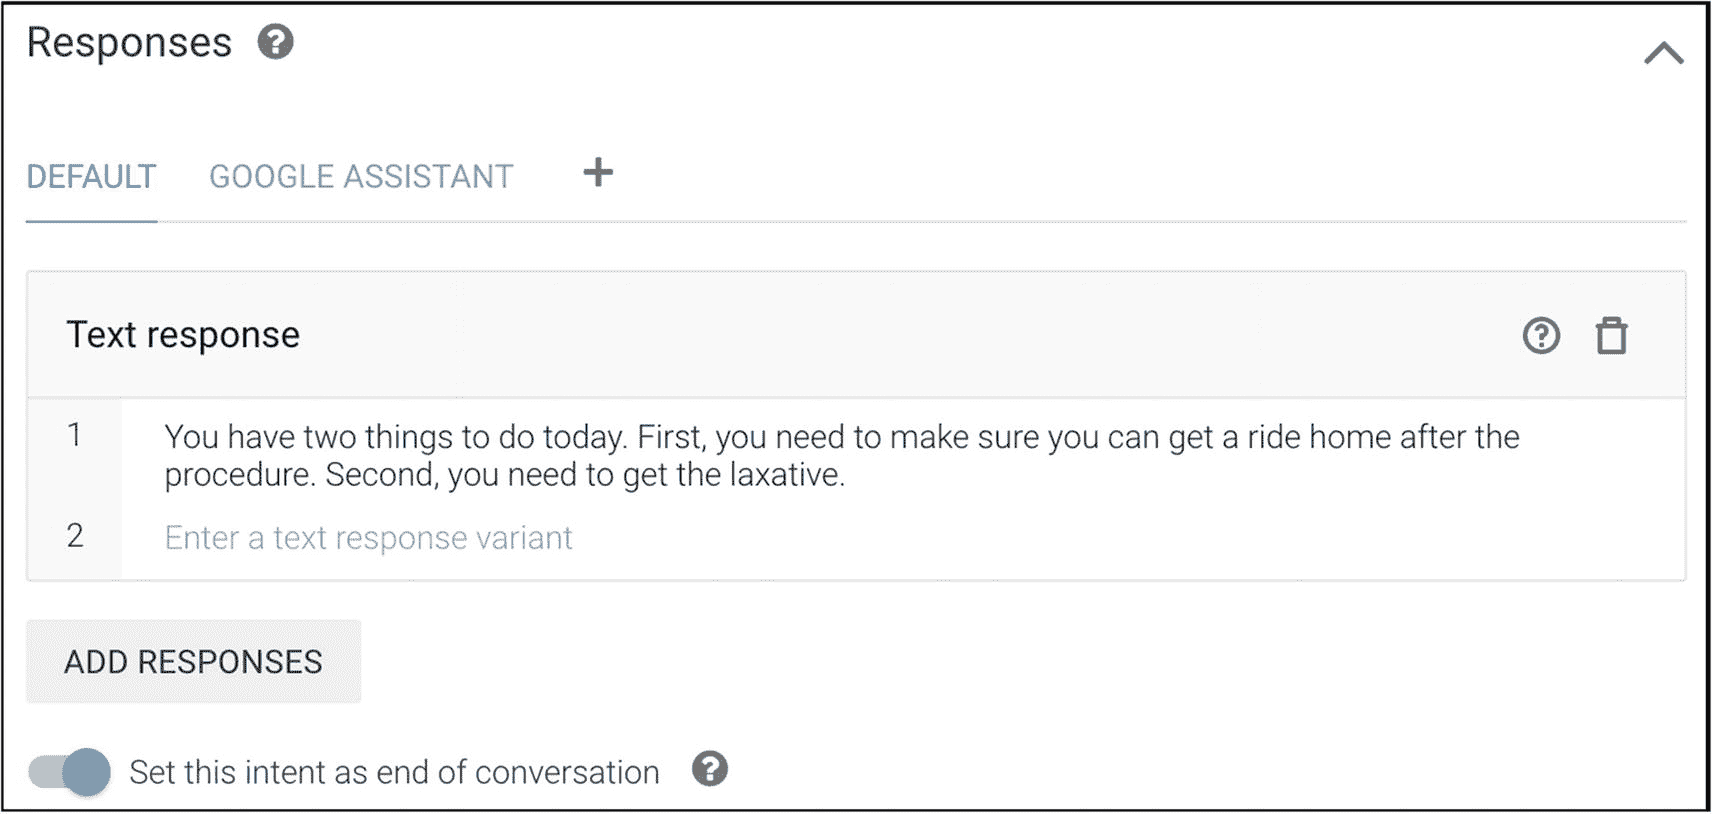 Responses ?
DEFAULT GOOGLE ASSISTANT +
Text response ?
1 You have two things to do today. First, you need to make sure you can get a ride home after the
procedure. Second, you need to get the laxative.
2 Enter a text response variant
ADD RESPONSES
Set this intent as end of conversation ?